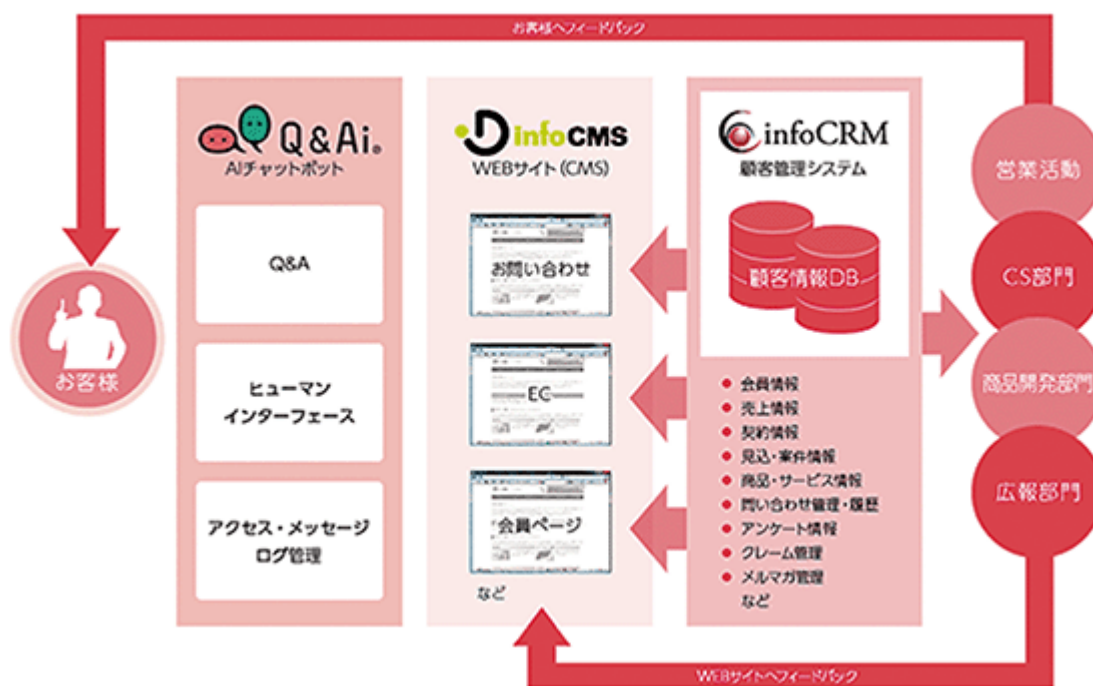 お客様へフィードバック
Q&Ai®
AIチャットボット
Q&A
ヒューマン
インターフェース
アクセス・メッセージ
ログ管理
infoCMS
WEBサイト(CMS)
お問い合わせ
EC
会員ページ
など
infoCRM
顧客管理システム
顧客情報DB
会員情報
売上情報
契約情報
見込・案件情報
商品・サービス情報
問い合わせ管理・履歴
アンケート情報
クレーム管理
メルマガ管理
など
営業活動
CS部門
商品開発部門
広報部門
お客様
WEBサイトへフィードバック